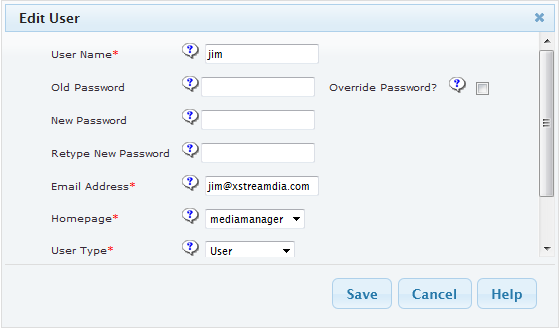 Edit User
User Name* jim
Old Password Override Password?
New Password
Retype New Password
Email Address* jim@xstreamdia.com
Homepage* mediamanager
User Type* User
Save Cancel Help